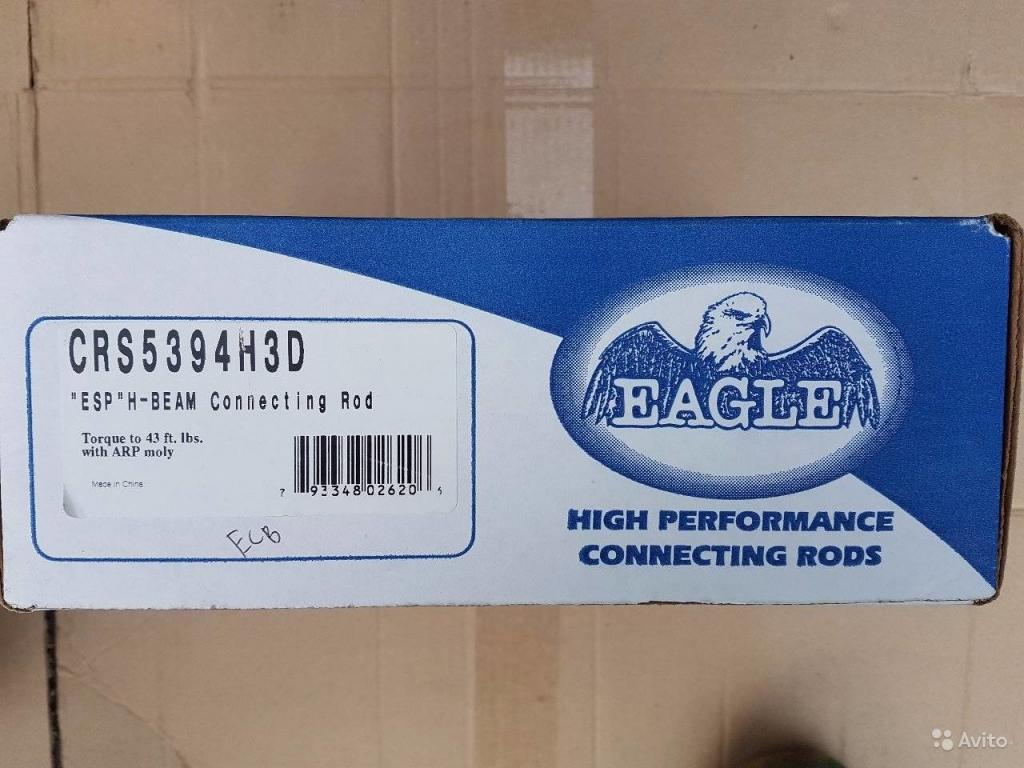 CRS5394H3D
"ESP"H-BEAM Connecting Rod
Torque to 43 ft. lbs.
with ARP moly
Made in China
7 93348 02620
ECB
EAGLE
HIGH PERFORMANCE
CONNECTING RODS
Avito